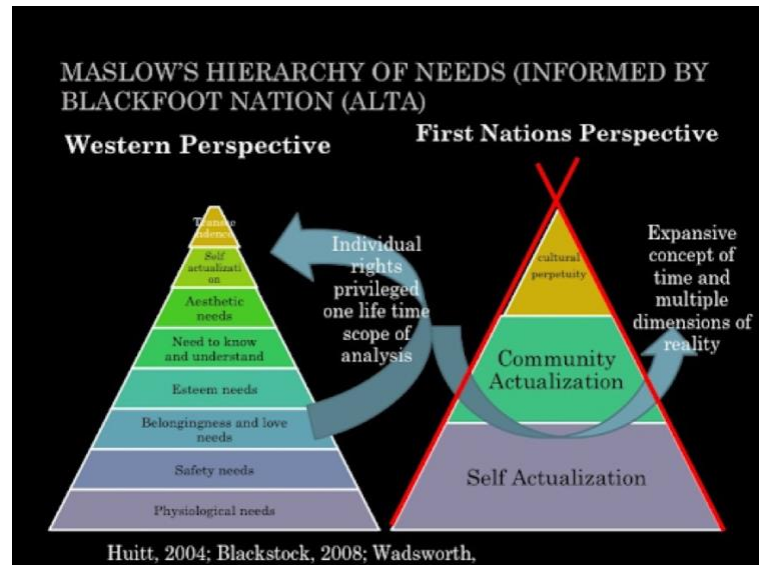 MASLOW'S HIERARCHY OF NEEDS (INFORMED BY
BLACKFOOT NATION (ALTA)
Western Perspective
First Nations Perspective
Transce
ndence
Self
actualizati
on
Aesthetic
needs
Need to know
and understand
Esteem needs
Belongingness and love
needs
Safety needs
Physiological needs
Individual
rights
privileged
one life time
scope of
analysis
cultural
perpetuity
Community
Actualization
Self Actualization
Expansive
concept of
time and
multiple
dimensions of
reality
Huitt, 2004; Blackstock, 2008; Wadsworth,